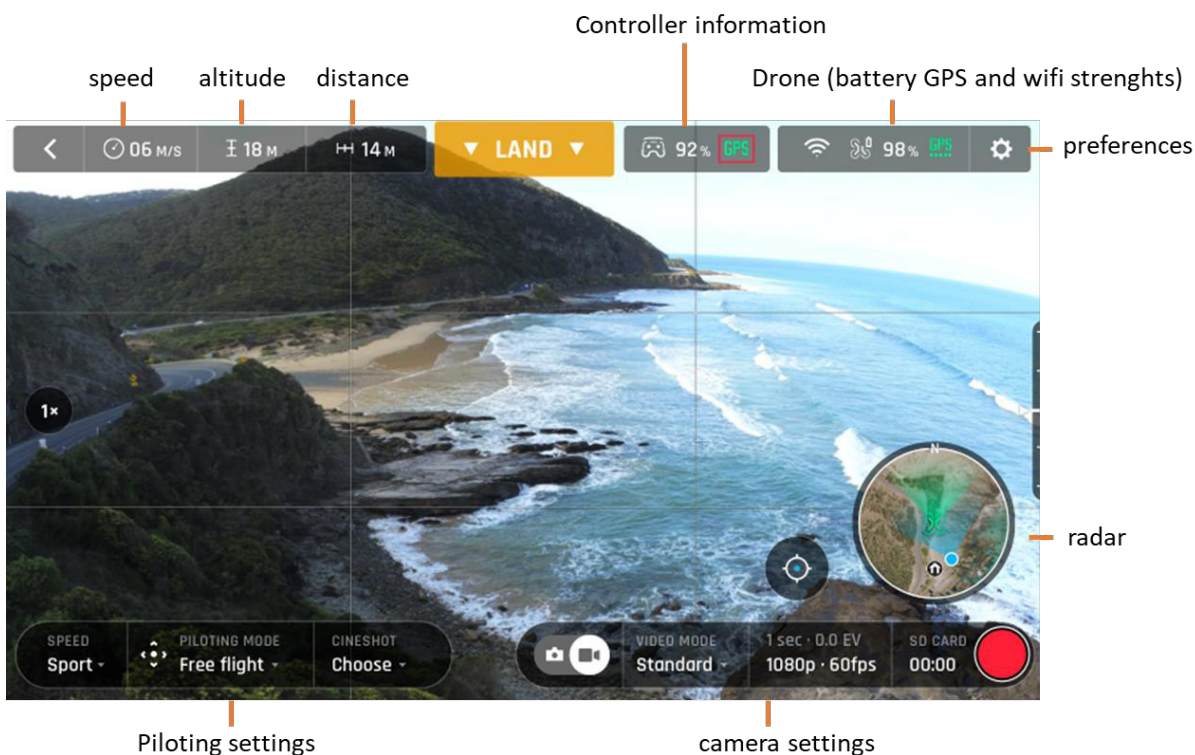 Controller information
speed altitude distance
Drone (battery GPS and wifi strenghts)
06 M/S 18 M 14 M LAND 92% GPS 98% GPS
preferences
1×
N
radar
SPEED PILOTING MODE CINESHOT VIDEO MODE 1 sec · 0.0 EV SD CARD
Sport Free flight Choose Standard 1080p · 60fps 00:00
Piloting settings camera settings